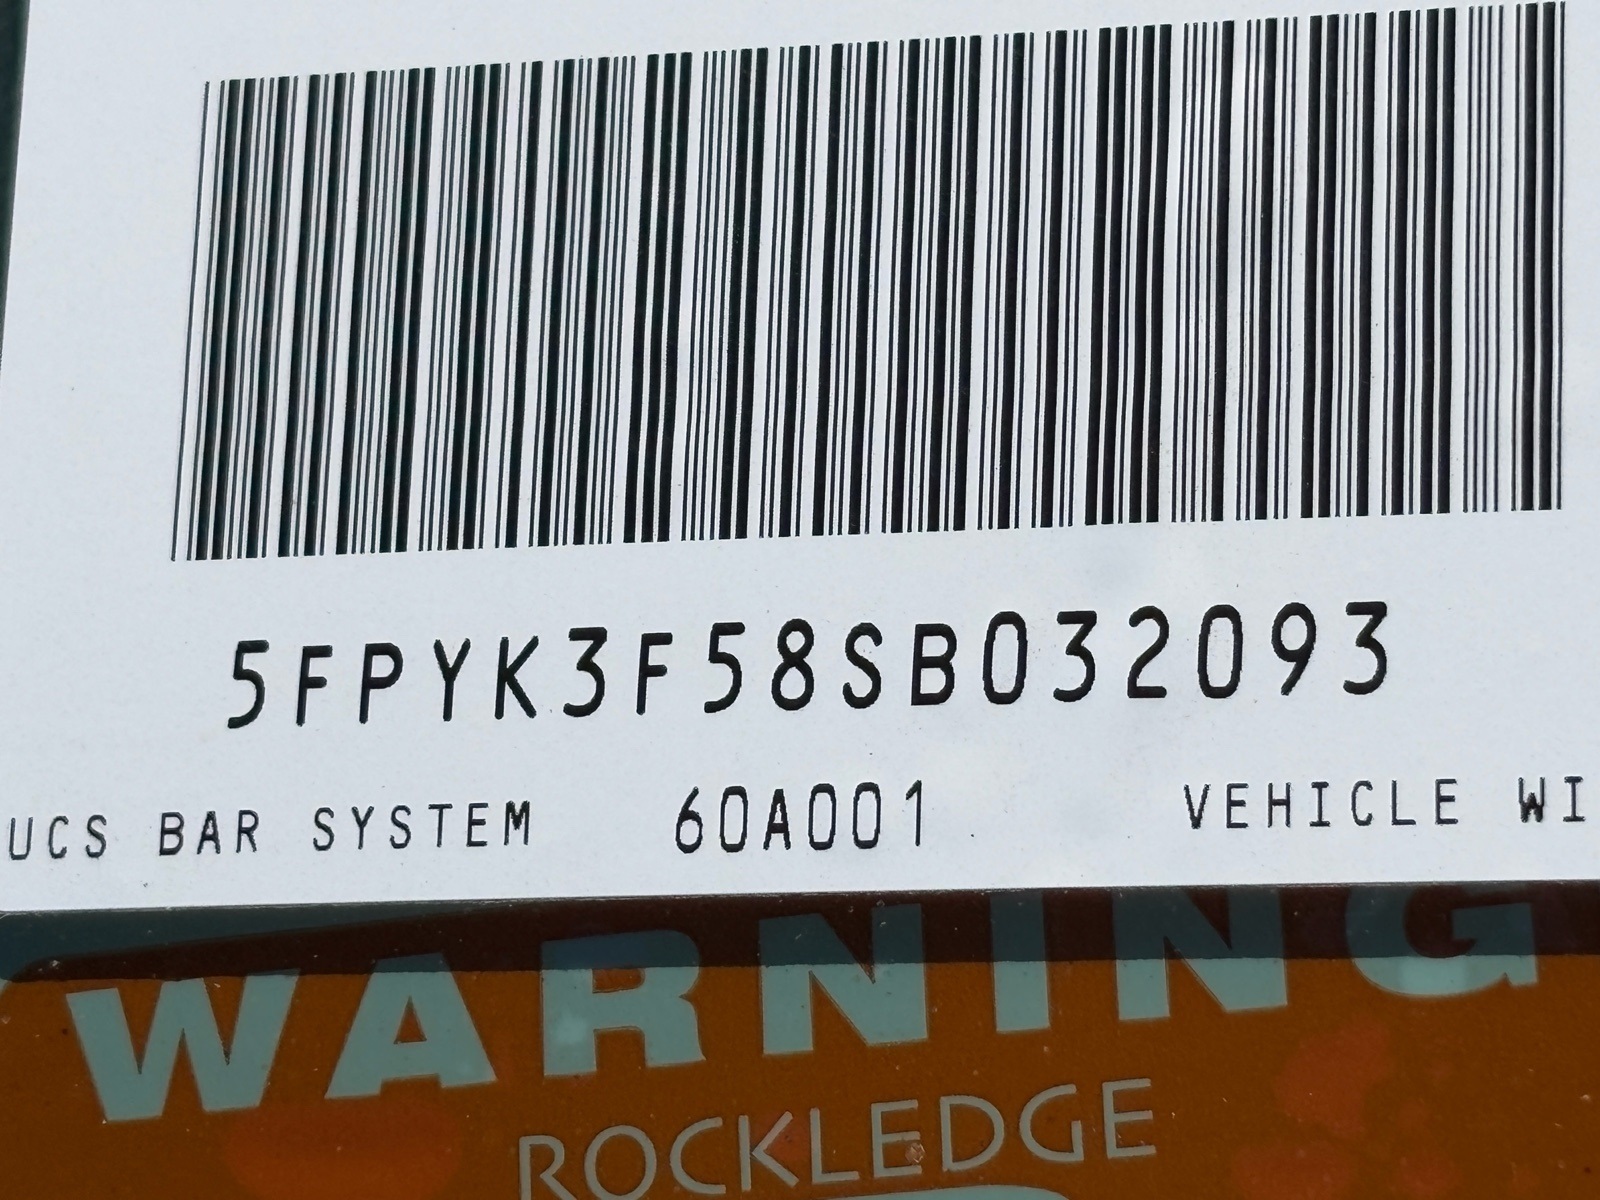 5FPYK3F58SB032093
UCS BAR SYSTEM 60A001 VEHICLE WI
WARNING
ROCKLEDGE